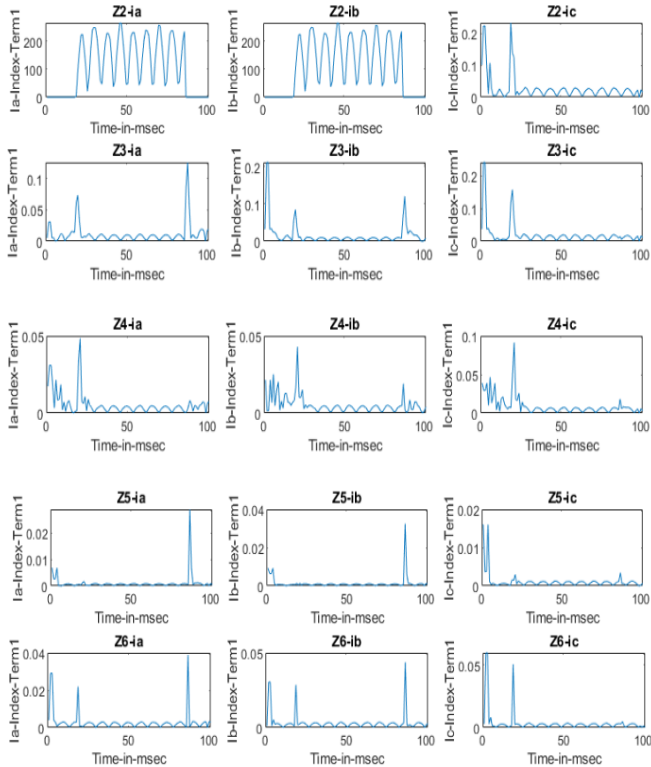 Z2-ia Z2-ib Z2-ic
Ia-Index-Term1 Ib-Index-Term1 Ic-Index-Term1
200 200 0.2
100 100 0.1
0 0 0
0 50 100 0 50 100 0 50 100
Time-in-msec Time-in-msec Time-in-msec
Z3-ia Z3-ib Z3-ic
Ia-Index-Term1 Ib-Index-Term1 Ic-Index-Term1
0.1 0.2 0.2
0.05 0.1 0.1
0 0 0
0 50 100 0 50 100 0 50 100
Time-in-msec Time-in-msec Time-in-msec
Z4-ia Z4-ib Z4-ic
Ia-Index-Term1 Ib-Index-Term1 Ic-Index-Term1
0.05 0.05 0.1
0.05
0 0 0
0 50 100 0 50 100 0 50 100
Time-in-msec Time-in-msec Time-in-msec
Z5-ia Z5-ib Z5-ic
Ia-Index-Term1 Ib-Index-Term1 Ic-Index-Term1
0.02 0.04 0.02
0.01 0.02 0.01
0 0 0
0 50 100 0 50 100 0 50 100
Time-in-msec Time-in-msec Time-in-msec
Z6-ia Z6-ib Z6-ic
Ia-Index-Term1 Ib-Index-Term1 Ic-Index-Term1
0.04 0.05 0.05
0.02
0 0 0
0 50 100 0 50 100 0 50 100
Time-in-msec Time-in-msec Time-in-msec